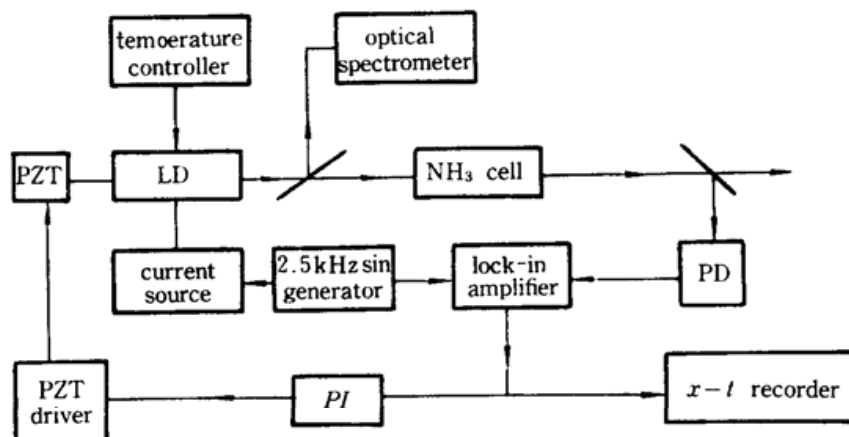 temoerature
controller
optical
spectrometer
PZT
LD
NH₃ cell
current
source
2.5kHz sin
generator
lock-in
amplifier
PD
PZT
driver
PI
x-t recorder